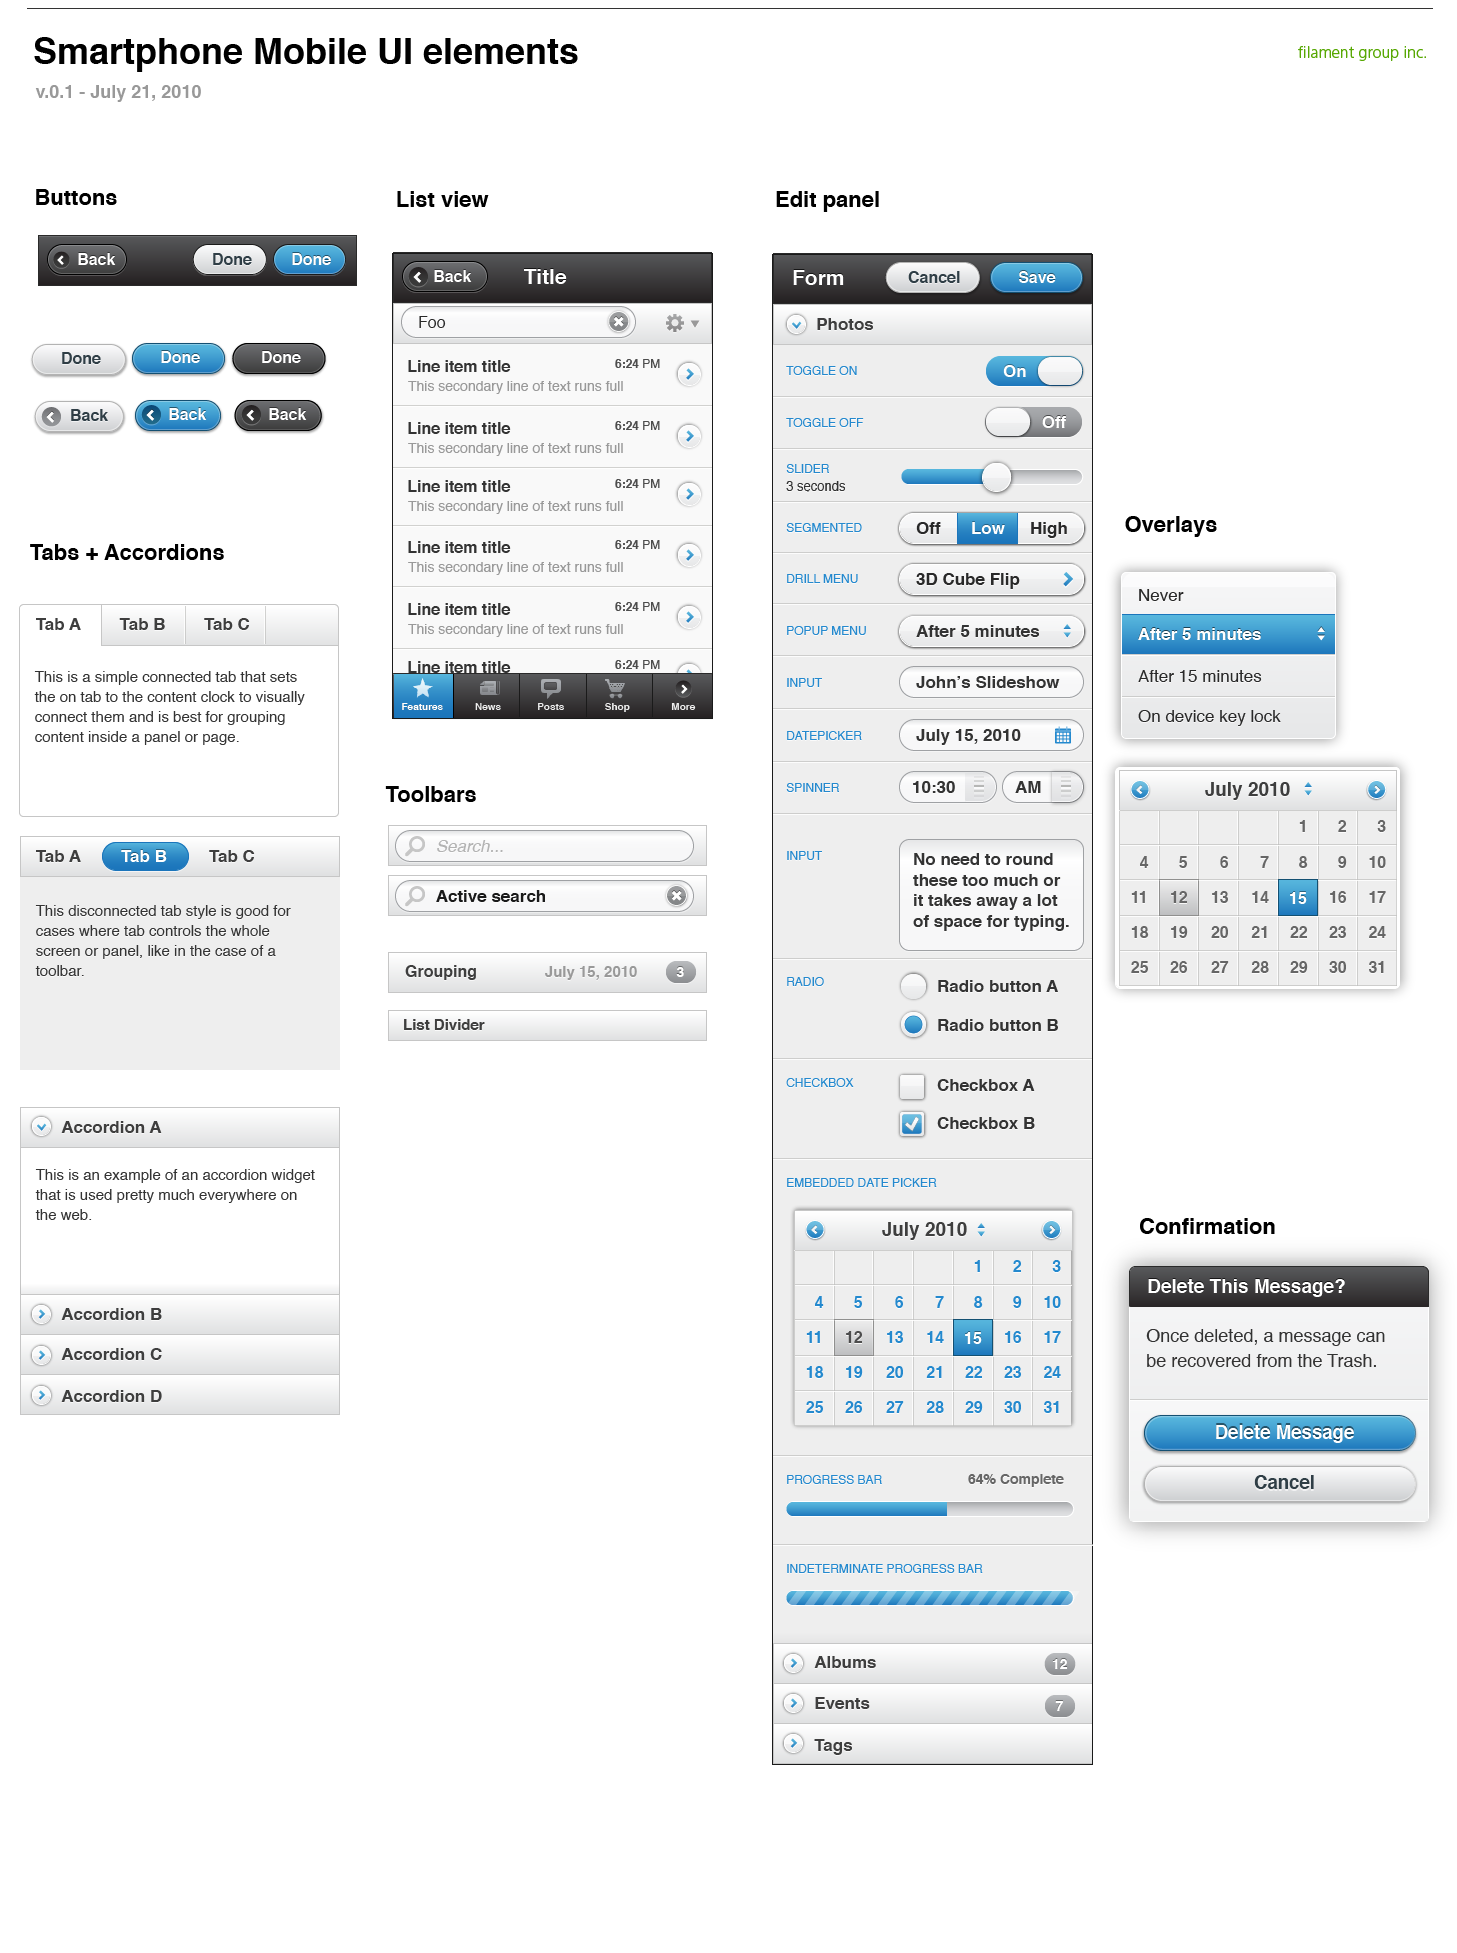 Smartphone Mobile UI elements
filament group inc.
v.0.1 - July 21, 2010
Buttons
Back
Done
Done
Done
Done
Done
Back
Back
Back
Tabs + Accordions
Tab A
Tab B
Tab C
This is a simple connected tab that sets
the on tab to the content clock to visually
connect them and is best for grouping
content inside a panel or page.
Tab A
Tab B
Tab C
This disconnected tab style is good for
cases where tab controls the whole
screen or panel, like in the case of a
toolbar.
Accordion A
This is an example of an accordion widget
that is used pretty much everywhere on
the web.
Accordion B
Accordion C
Accordion D
List view
Back
Title
Foo
Line item title
6:24 PM
This secondary line of text runs full
Line item title
6:24 PM
This secondary line of text runs full
Line item title
6:24 PM
This secondary line of text runs full
Line item title
6:24 PM
This secondary line of text runs full
Line item title
6:24 PM
This secondary line of text runs full
Line item title
6:24 PM
Features
News
Posts
Shop
More
Toolbars
Search...
Active search
Grouping
July 15, 2010
3
List Divider
Edit panel
Form
Cancel
Save
Photos
TOGGLE ON
On
TOGGLE OFF
Off
SLIDER
3 seconds
SEGMENTED
Off
Low
High
DRILL MENU
3D Cube Flip
POPUP MENU
After 5 minutes
INPUT
John's Slideshow
DATEPICKER
July 15, 2010
SPINNER
10:30
AM
INPUT
No need to round
these too much or
it takes away a lot
of space for typing.
RADIO
Radio button A
Radio button B
CHECKBOX
Checkbox A
Checkbox B
EMBEDDED DATE PICKER
July 2010
1 2 3
4 5 6 7 8 9 10
11 12 13 14 15 16 17
18 19 20 21 22 23 24
25 26 27 28 29 30 31
PROGRESS BAR
64% Complete
INDETERMINATE PROGRESS BAR
Albums
12
Events
7
Tags
Overlays
Never
After 5 minutes
After 15 minutes
On device key lock
July 2010
1 2 3
4 5 6 7 8 9 10
11 12 13 14 15 16 17
18 19 20 21 22 23 24
25 26 27 28 29 30 31
Confirmation
Delete This Message?
Once deleted, a message can
be recovered from the Trash.
Delete Message
Cancel